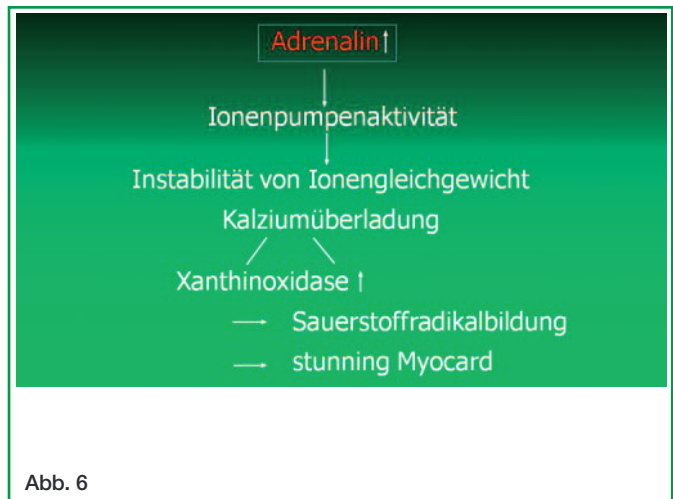 Adrenalin↑
Ionenpumpenaktivität
Instabilität von Ionengleichgewicht
Kalziumüberladung
Xanthinoxidase ↑
→ Sauerstoffradikalbildung
→ stunning Myocard
Abb. 6